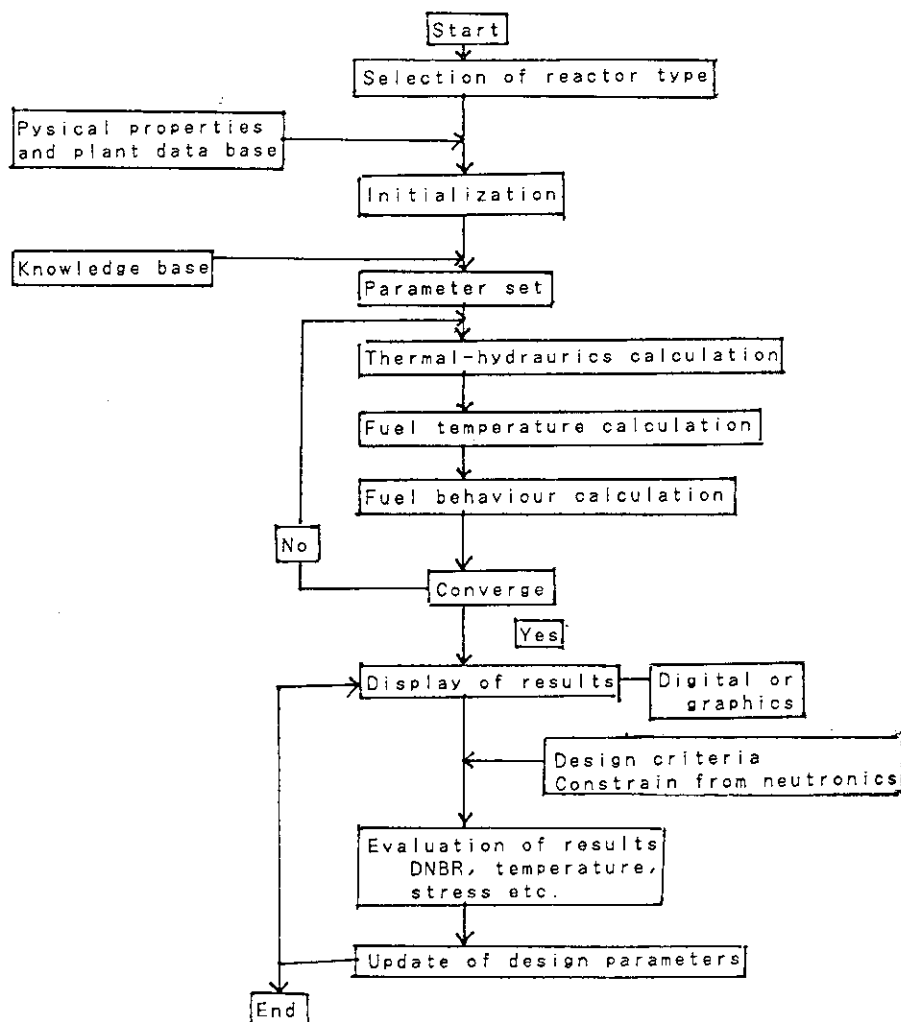 Start
Selection of reactor type
Pysical properties
and plant data base
Initialization
Knowledge base
Parameter set
Thermal-hydraurics calculation
Fuel temperature calculation
Fuel behaviour calculation
No
Converge
Yes
Display of results
Digital or
graphics
Design criteria
Constrain from neutronics
Evaluation of results
DNBR, temperature,
stress etc.
Update of design parameters
End